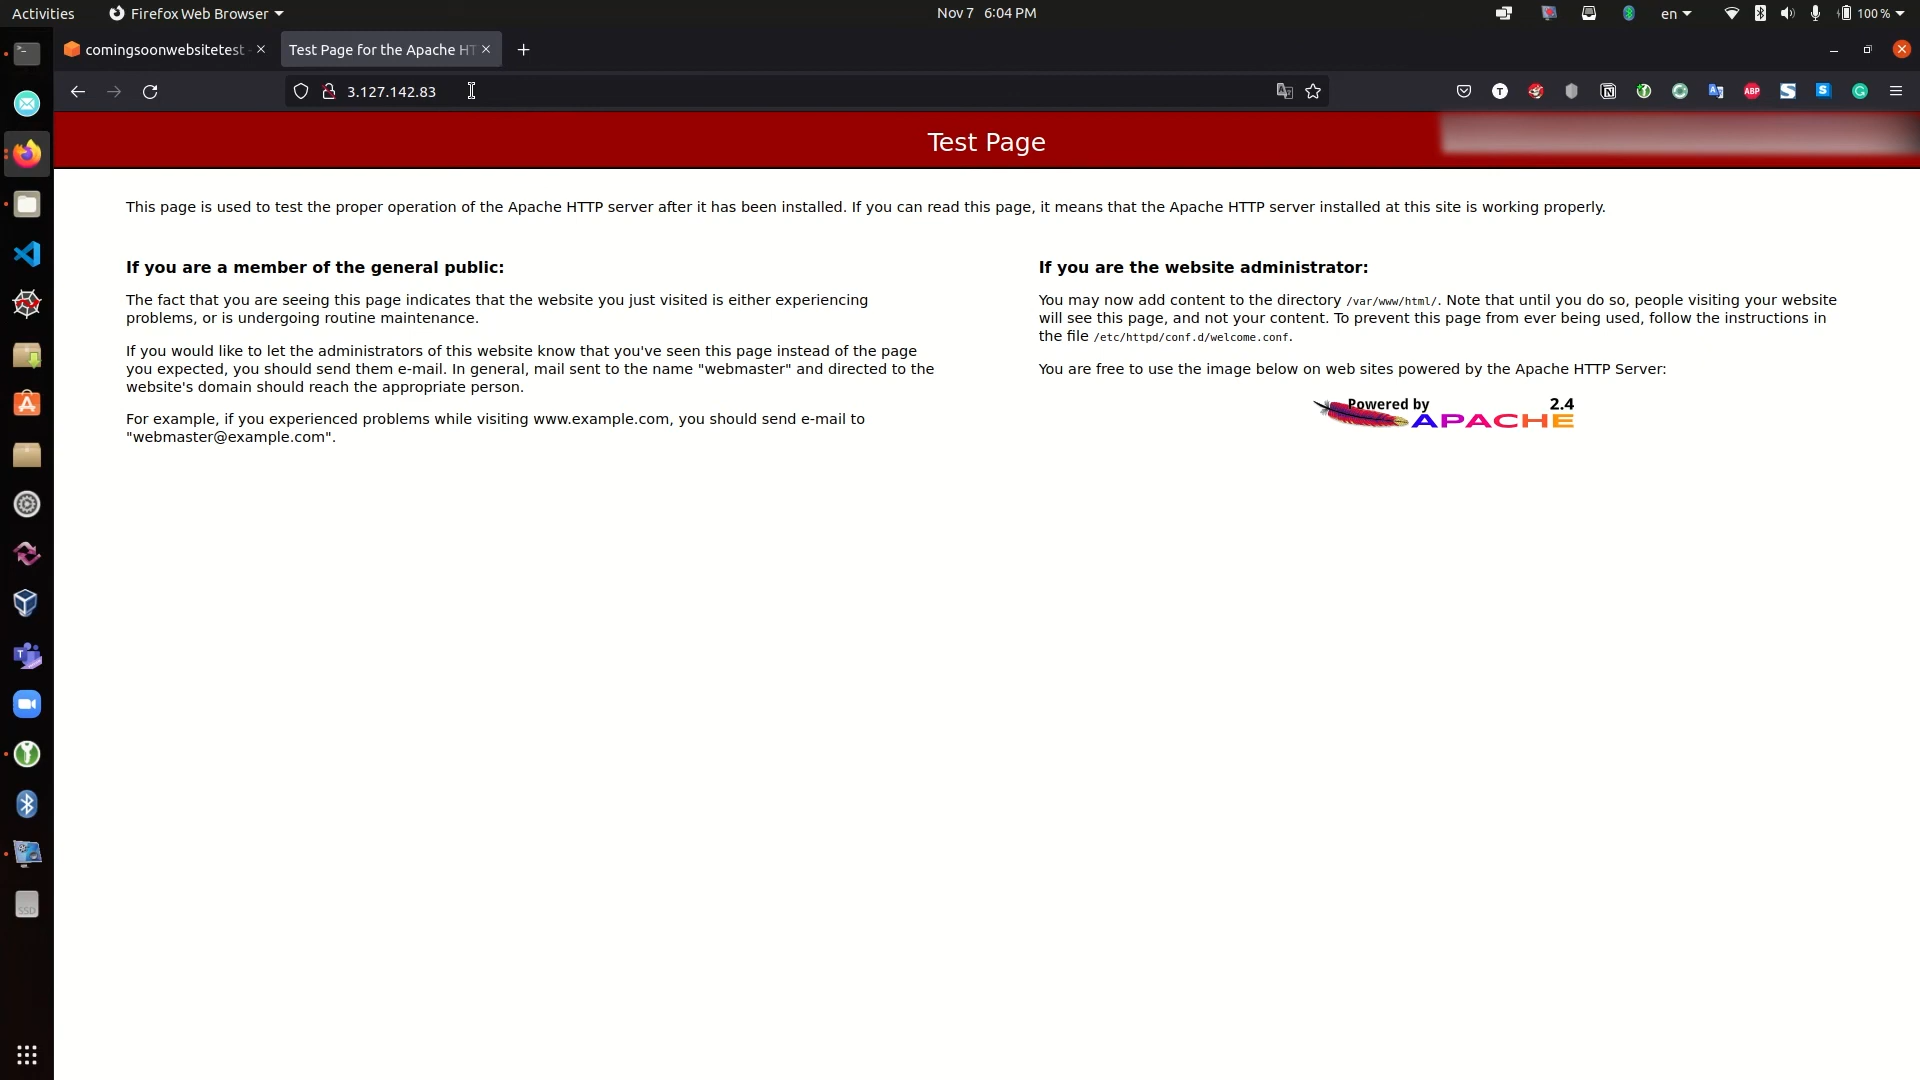 Activities
Firefox Web Browser
Nov 7 6:04 PM
en
100 %
comingsoonwebsitetest
Test Page for the Apache HT
3.127.142.83
Test Page
This page is used to test the proper operation of the Apache HTTP server after it has been installed. If you can read this page, it means that the Apache HTTP server installed at this site is working properly.
If you are a member of the general public:
The fact that you are seeing this page indicates that the website you just visited is either experiencing
problems, or is undergoing routine maintenance.
If you would like to let the administrators of this website know that you've seen this page instead of the page
you expected, you should send them e-mail. In general, mail sent to the name "webmaster" and directed to the
website's domain should reach the appropriate person.
For example, if you experienced problems while visiting www.example.com, you should send e-mail to
"webmaster@example.com".
If you are the website administrator:
You may now add content to the directory /var/www/html/. Note that until you do so, people visiting your website
will see this page, and not your content. To prevent this page from ever being used, follow the instructions in
the file /etc/httpd/conf.d/welcome.conf.
You are free to use the image below on web sites powered by the Apache HTTP Server:
Powered by 2.4
APACHE
T
ABP
S
S
T
SSD